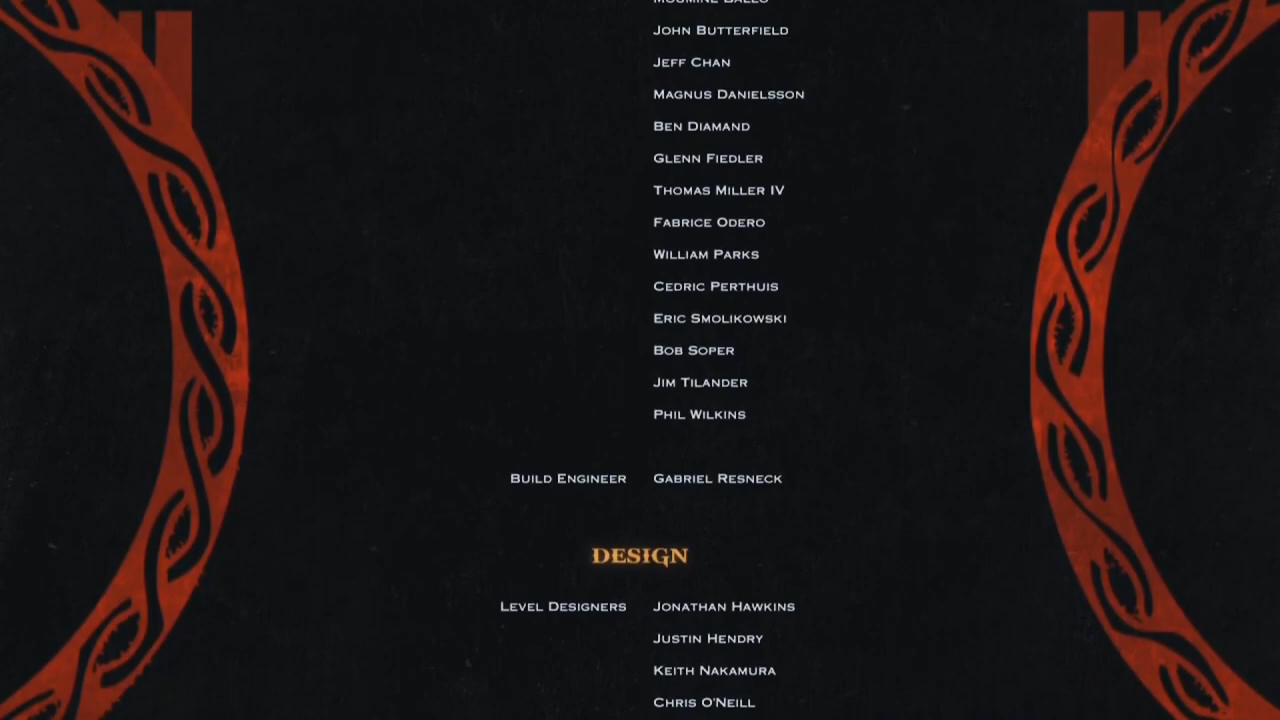 John Butterfield
Jeff Chan
Magnus Danielsson
Ben Diamand
Glenn Fiedler
Thomas Miller IV
Fabrice Odero
William Parks
Cedric Perthuis
Eric Smolikowski
Bob Soper
Jim Tilander
Phil Wilkins
Build Engineer Gabriel Resneck
DESIGN
Level Designers Jonathan Hawkins
Justin Hendry
Keith Nakamura
Chris O'Neill